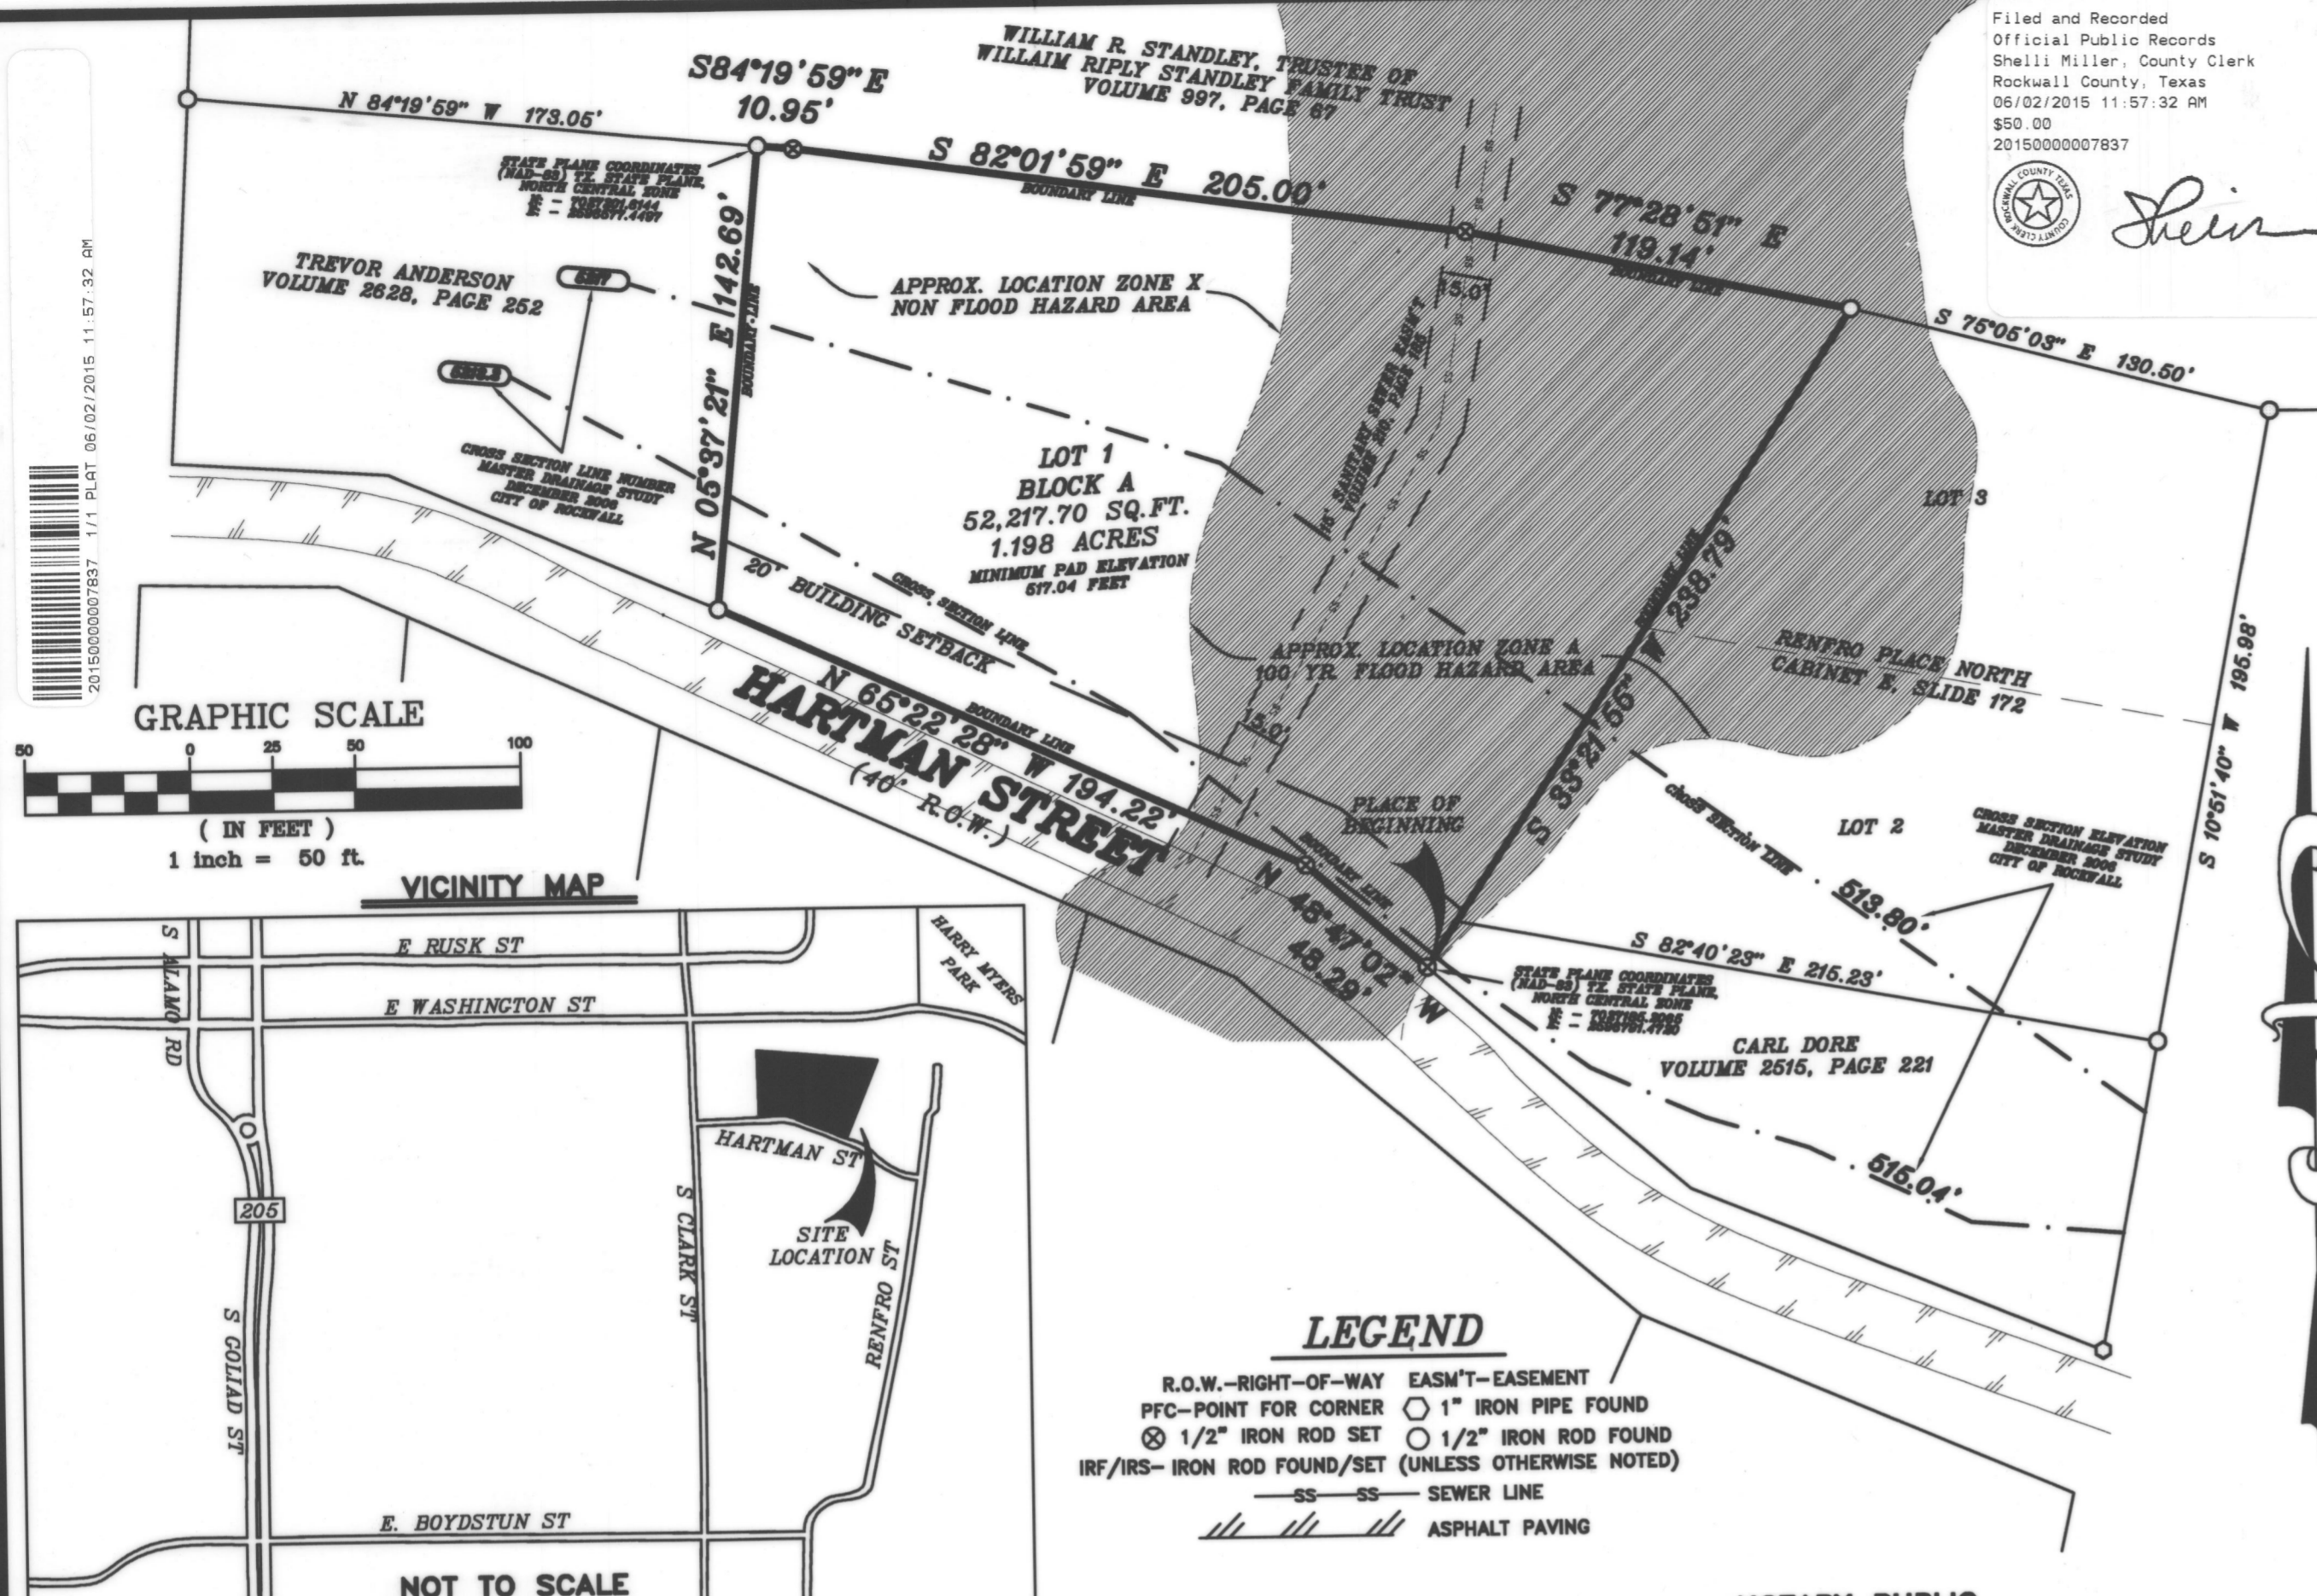 Filed and Recorded
Official Public Records
Shelli Miller, County Clerk
Rockwall County, Texas
06/02/2015 11:57:32 AM
$50.00
20150000007837
ROCKWALL COUNTY TEXAS
COUNTY CLERK
20150000007837 1/1 PLAT 06/02/2015 11:57:32 AM
WILLIAM R. STANDLEY, TRUSTEE OF
WILLAIM RIPLY STANDLEY FAMILY TRUST
VOLUME 997, PAGE 67
N 84°19'59" W 173.05'
S84°19'59" E
10.95'
S 82°01'59" E 205.00'
BOUNDARY LINE
S 77°28'51" E
119.14'
BOUNDARY LINE
S 75°05'03" E 130.50'
STATE PLANE COORDINATES
(NAD-83) TX. STATE PLANE,
NORTH CENTRAL ZONE
TREVOR ANDERSON
VOLUME 2628, PAGE 252
N 05°37'21" E 142.69'
BOUNDARY LINE
APPROX. LOCATION ZONE X
NON FLOOD HAZARD AREA
15.0'
15' SANITARY SEWER EASM'T
CROSS SECTION LINE NUMBER
MASTER DRAINAGE STUDY
DECEMBER 2006
CITY OF ROCKWALL
LOT 1
BLOCK A
52,217.70 SQ.FT.
1.198 ACRES
MINIMUM PAD ELEVATION
517.04 FEET
LOT 3
BOUNDARY LINE
S 33°21'55" W 238.79'
20' BUILDING SETBACK
CROSS SECTION LINE
APPROX. LOCATION ZONE A
100 YR. FLOOD HAZARD AREA
RENFRO PLACE NORTH
CABINET E, SLIDE 172
S 10°51'40" W 195.98'
N 65°22'28" W 194.22'
BOUNDARY LINE
HARTMAN STREET
(40' R.O.W.)
15.0'
PLACE OF
BEGINNING
BOUNDARY LINE
N 48°47'02" W
48.29'
CROSS SECTION LINE
LOT 2
CROSS SECTION ELEVATION
MASTER DRAINAGE STUDY
DECEMBER 2006
CITY OF ROCKWALL
513.80'
S 82°40'23" E 215.23'
STATE PLANE COORDINATES
(NAD-83) TX. STATE PLANE,
NORTH CENTRAL ZONE
CARL DORE
VOLUME 2515, PAGE 221
515.04'
GRAPHIC SCALE
50 0 25 50 100
( IN FEET )
1 inch = 50 ft.
VICINITY MAP
S ALAMO RD
E RUSK ST
E WASHINGTON ST
HARRY MYERS
PARK
HARTMAN ST
205
S CLARK ST
SITE
LOCATION
RENFRO ST
S GOLIAD ST
E. BOYDSTUN ST
NOT TO SCALE
LEGEND
R.O.W.-RIGHT-OF-WAY EASM'T-EASEMENT
PFC-POINT FOR CORNER 1" IRON PIPE FOUND
1/2" IRON ROD SET 1/2" IRON ROD FOUND
IRF/IRS- IRON ROD FOUND/SET (UNLESS OTHERWISE NOTED)
SS SS SEWER LINE
ASPHALT PAVING